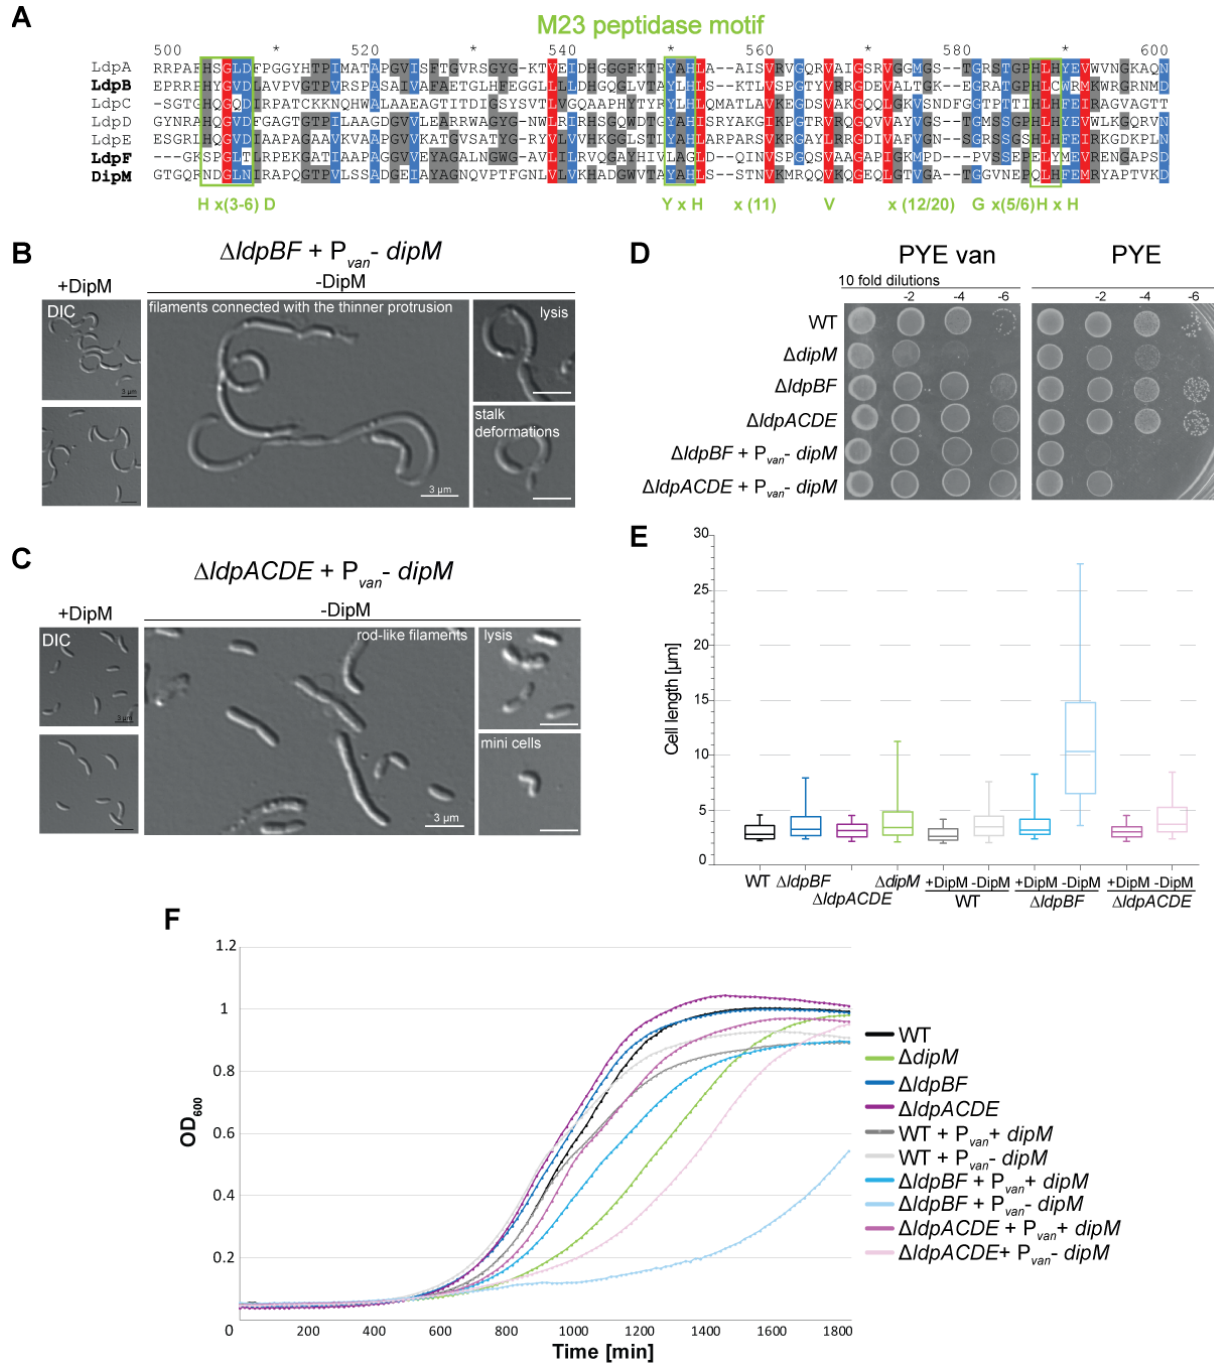 A
M23 peptidase motif
500 * 520 * 540 * 560 * 580 * 600
LdpA
LdpB
LdpC
LdpD
LdpE
LdpF
DipM
H x(3-6) D Y x H x (11) V x (12/20) G x(5/6)H x H
B
ΔldpBF + Pvan- dipM
+DipM
-DipM
DIC
filaments connected with the thinner protrusion
lysis
3 µm
stalk
deformations
3 µm
C
ΔldpACDE + Pvan- dipM
+DipM
-DipM
DIC
rod-like filaments
lysis
3 µm
mini cells
3 µm
D
PYE van PYE
10 fold dilutions
-2 -4 -6 -2 -4 -6
WT
ΔdipM
ΔldpBF
ΔldpACDE
ΔldpBF + Pvan- dipM
ΔldpACDE + Pvan- dipM
E
Cell length [µm]
30
25
20
15
10
5
0
WT ΔldpBF ΔldpACDE ΔdipM +DipM -DipM +DipM -DipM +DipM -DipM
WT ΔldpBF ΔldpACDE
F
OD600
1.2
1
0.8
0.6
0.4
0.2
0 200 400 600 800 1000 1200 1400 1600 1800
Time [min]
WT
ΔdipM
ΔldpBF
ΔldpACDE
WT + Pvan+ dipM
WT + Pvan- dipM
ΔldpBF + Pvan+ dipM
ΔldpBF + Pvan- dipM
ΔldpACDE + Pvan+ dipM
ΔldpACDE+ Pvan- dipM